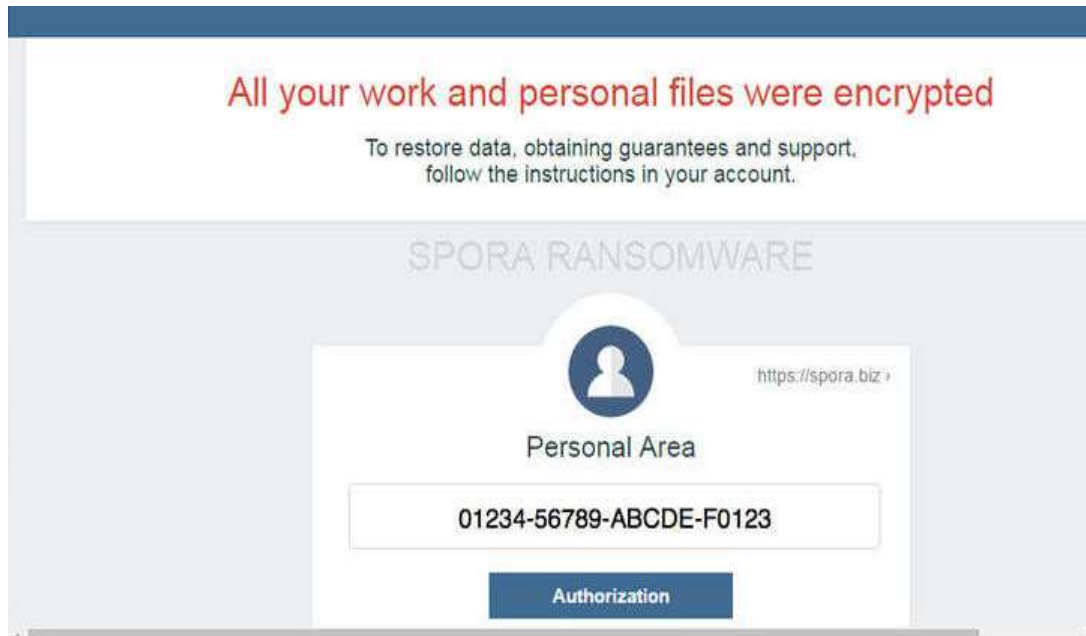 All your work and personal files were encrypted
To restore data, obtaining guarantees and support,
follow the instructions in your account.
SPORA RANSOMWARE
https://spora.biz ›
Personal Area
01234-56789-ABCDE-F0123
Authorization